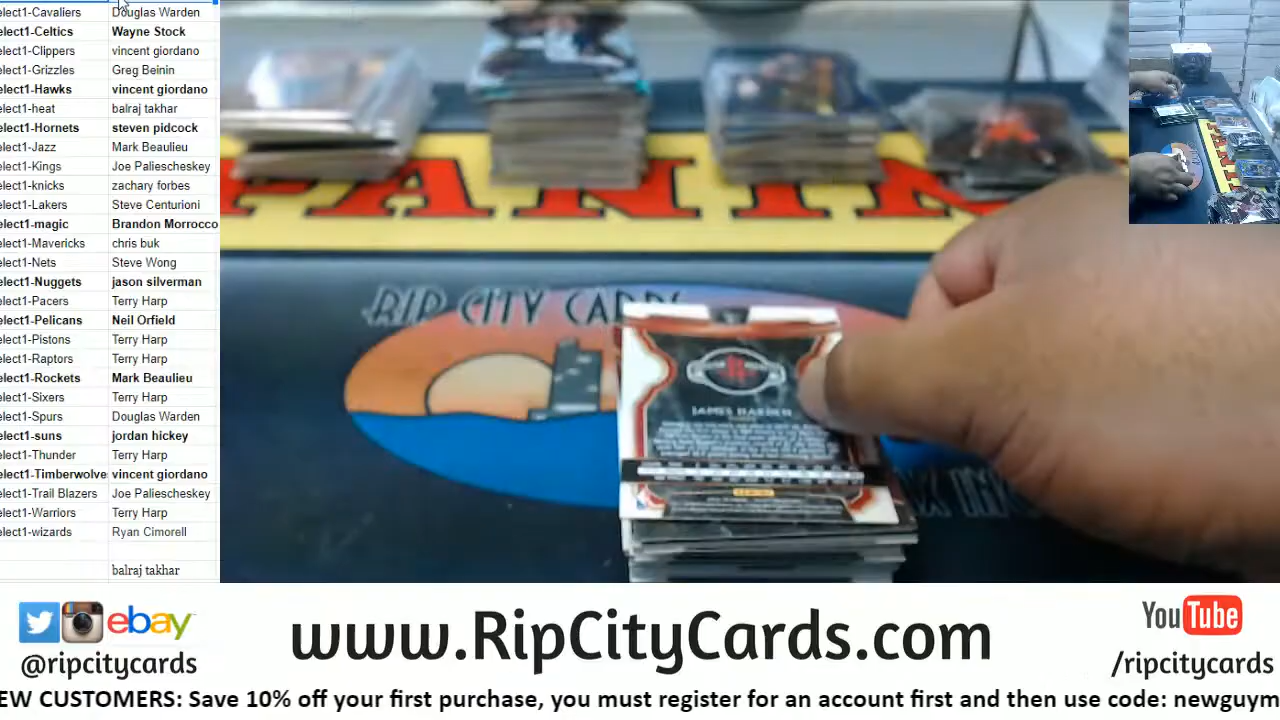 elect1-Cavaliers Douglas Warden
elect1-Celtics Wayne Stock
elect1-Clippers vincent giordano
elect1-Grizzles Greg Beinin
elect1-Hawks vincent giordano
elect1-heat balraj takhar
elect1-Hornets steven pidcock
elect1-Jazz Mark Beaulieu
elect1-Kings Joe Paliescheskey
elect1-knicks zachary forbes
elect1-Lakers Steve Centurioni
elect1-magic Brandon Morrocco
elect1-Mavericks chris buk
elect1-Nets Steve Wong
elect1-Nuggets jason silverman
elect1-Pacers Terry Harp
elect1-Pelicans Neil Orfield
elect1-Pistons Terry Harp
elect1-Raptors Terry Harp
elect1-Rockets Mark Beaulieu
elect1-Sixers Terry Harp
elect1-Spurs Douglas Warden
elect1-suns jordan hickey
elect1-Thunder Terry Harp
elect1-Timberwolve vincent giordano
elect1-Trail Blazers Joe Paliescheskey
elect1-Warriors Terry Harp
elect1-wizards Ryan Cimorell
balraj takhar
PANIN
RIP CITY CARDS
JAMES HARDEN
ebay
@ripcitycards
www.RipCityCards.com
YouTube
/ripcitycards
EW CUSTOMERS: Save 10% off your first purchase, you must register for an account first and then use code: newguym